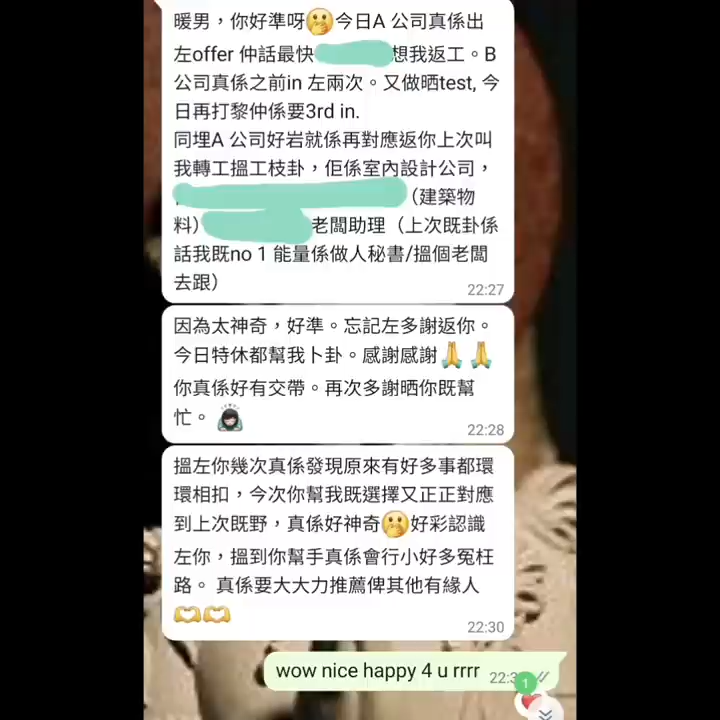 暖男，你好準呀🤭今日A 公司真係出
左offer 仲話最快 想我返工。B
公司真係之前in 左兩次。又做晒test, 今
日再打黎仲係要3rd in.
同埋A 公司好岩就係再對應返你上次叫
我轉工搵工枝卦，佢係室內設計公司，
（建築物
料） 老闆助理（上次既卦係
話我既no 1 能量係做人秘書/搵個老闆
去跟）
22:27
因為太神奇，好準。忘記左多謝返你。
今日特休都幫我卜卦。感謝感謝🙏 🙏
你真係好有交帶。再次多謝晒你既幫
忙。 🙇🏻‍♀️
22:28
搵左你幾次真係發現原來有好多事都環
環相扣，今次你幫我既選擇又正正對應
到上次既野，真係好神奇🤭好彩認識
左你，搵到你幫手真係會行小好多冤枉
路。 真係要大大力推薦俾其他有緣人
🫶🫶
22:30
wow nice happy 4 u rrrr
1